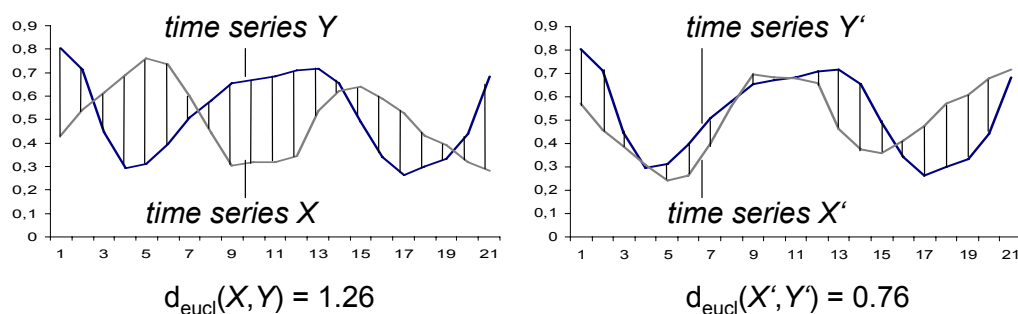 0,9
0,8
0,7
0,6
0,5
0,4
0,3
0,2
0,1
0
time series Y
time series X
1 3 5 7 9 11 13 15 17 19 21
d_eucl(X,Y) = 1.26
0,9
0,8
0,7
0,6
0,5
0,4
0,3
0,2
0,1
0
time series Y‘
time series X‘
1 3 5 7 9 11 13 15 17 19 21
d_eucl(X‘,Y‘) = 0.76